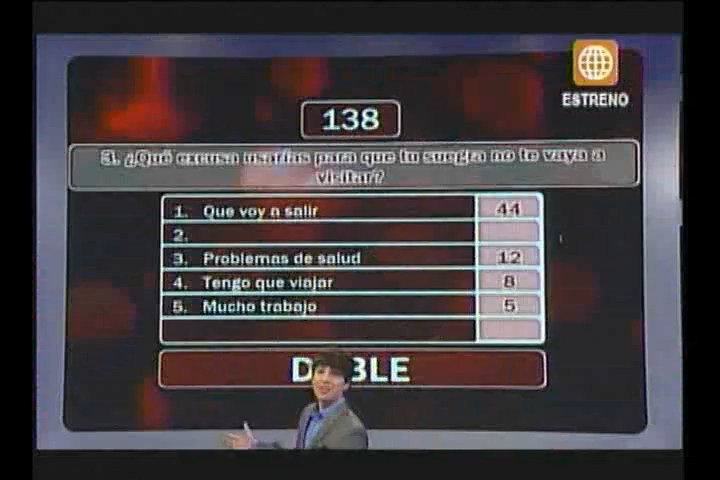 ESTRENO
138
3. ¿Qué excusa usarías para que tu suegra no te vaya a
visitar?
1. Que voy a salir 44
2.
3. Problemas de salud 12
4. Tengo que viajar 8
5. Mucho trabajo 5
D BLE